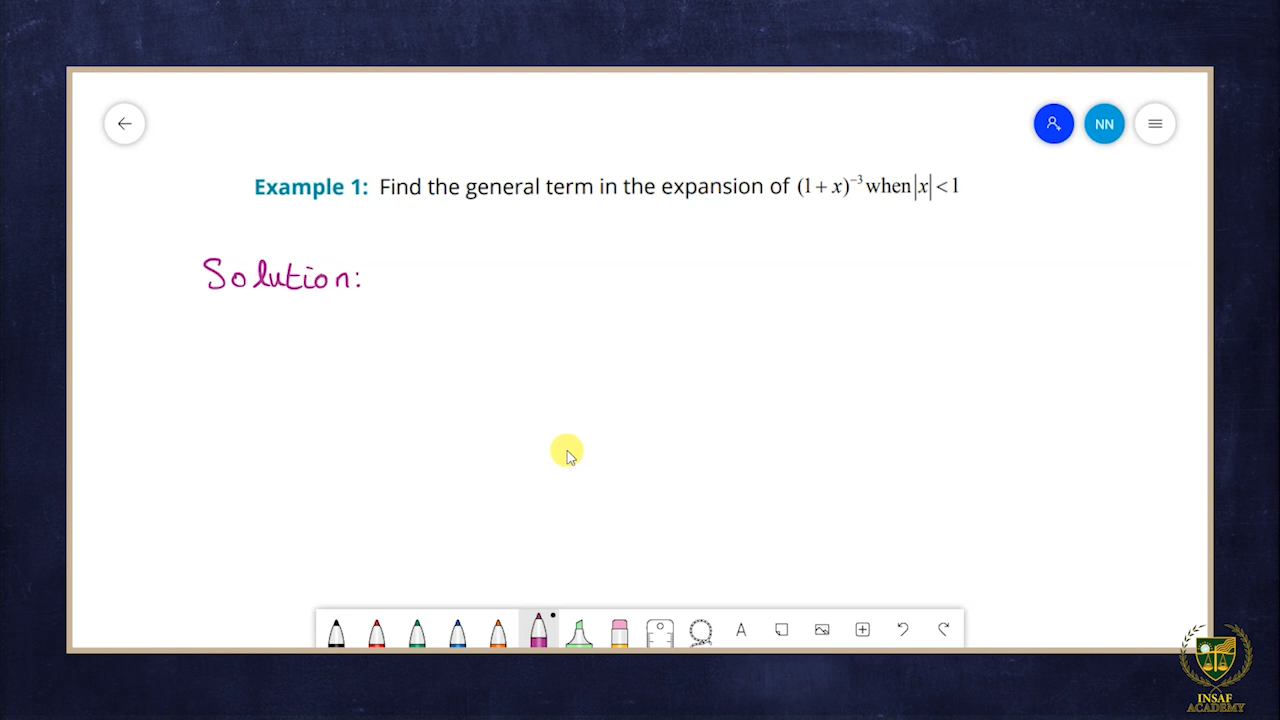 NN
Example 1: Find the general term in the expansion of (1 + x)⁻³ when |x| < 1
Solution:
A
INSAF
ACADEMY